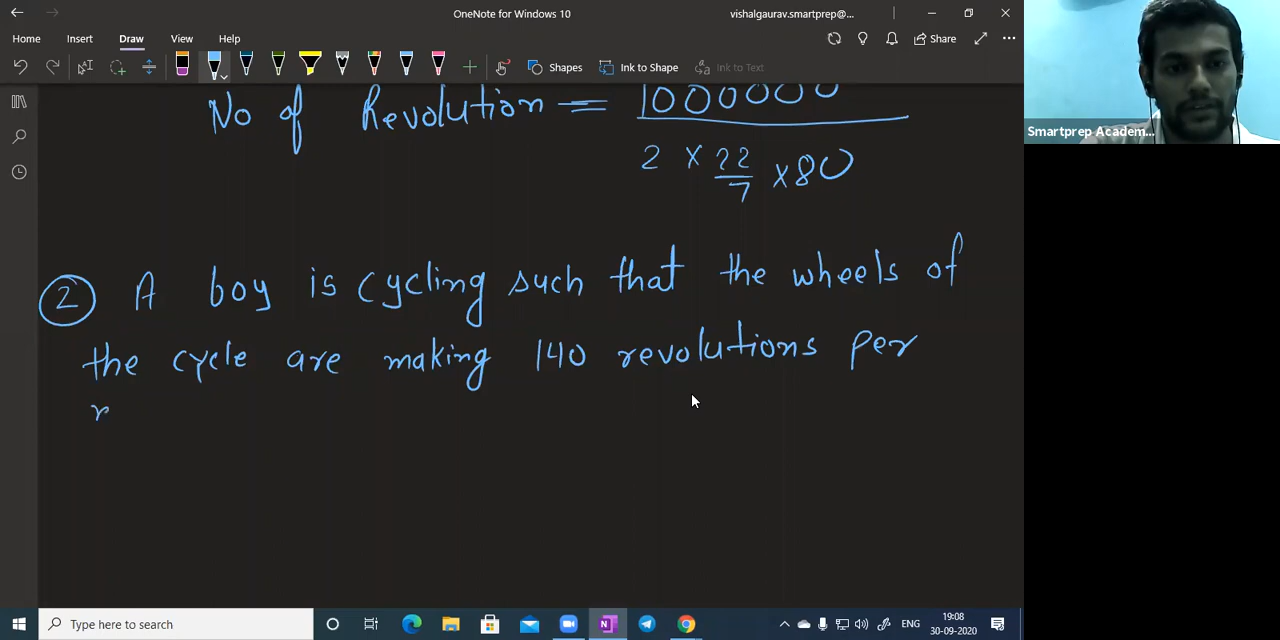 OneNote for Windows 10
vishalgaurav.smartprep@...
Home Insert Draw View Help
Share
Shapes
Ink to Shape
Ink to Text
No of Revolution = 1000000
2 × 22/7 × 80
Smartprep Academ...
2 A boy is cycling such that the wheels of
the cycle are making 140 revolutions per
Type here to search
ENG
19:08
30-09-2020